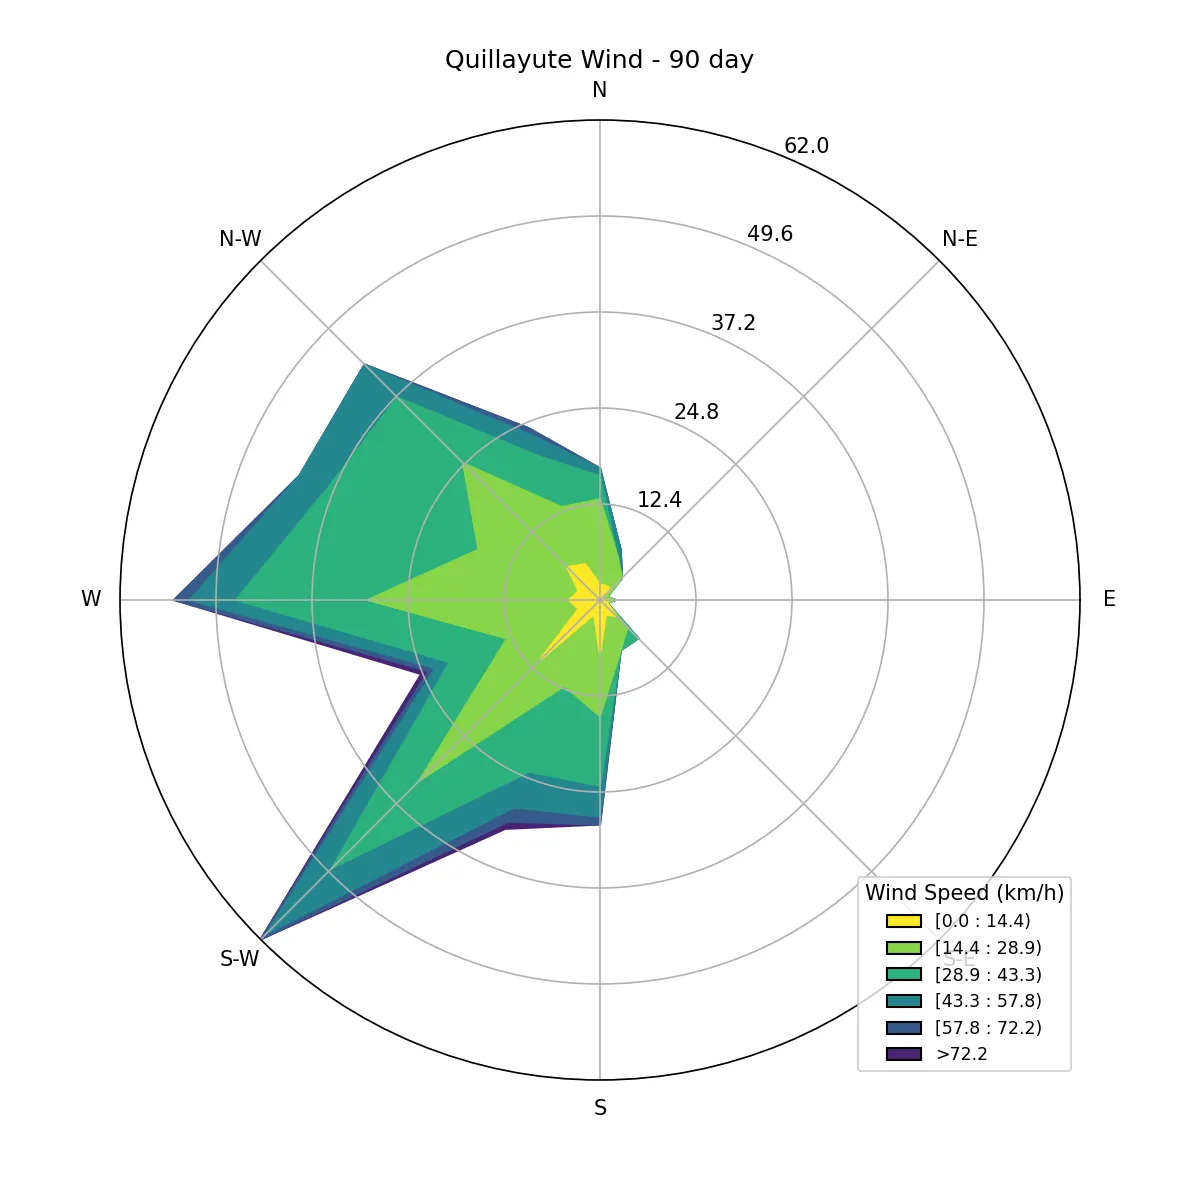 Quillayute Wind - 90 day
N
62.0
N-W
N-E
49.6
37.2
24.8
12.4
W
E
S-W
S-E
S
Wind Speed (km/h)
[0.0 : 14.4)
[14.4 : 28.9)
[28.9 : 43.3)
[43.3 : 57.8)
[57.8 : 72.2)
>72.2